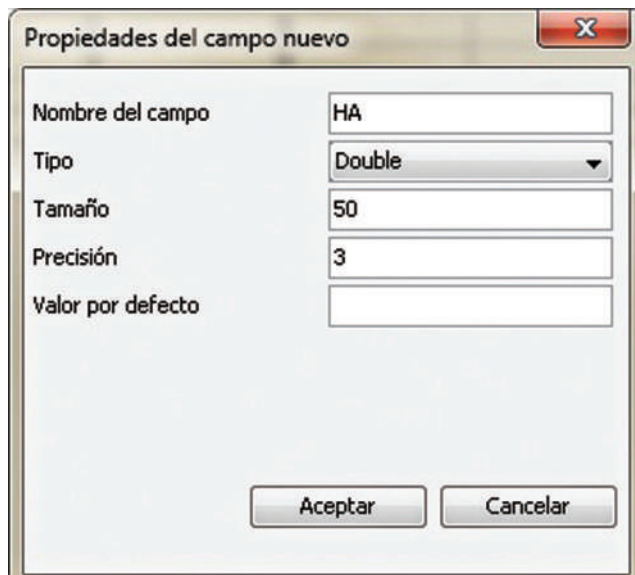 Propiedades del campo nuevo
Nombre del campo HA
Tipo Double
Tamaño 50
Precisión 3
Valor por defecto
Aceptar Cancelar